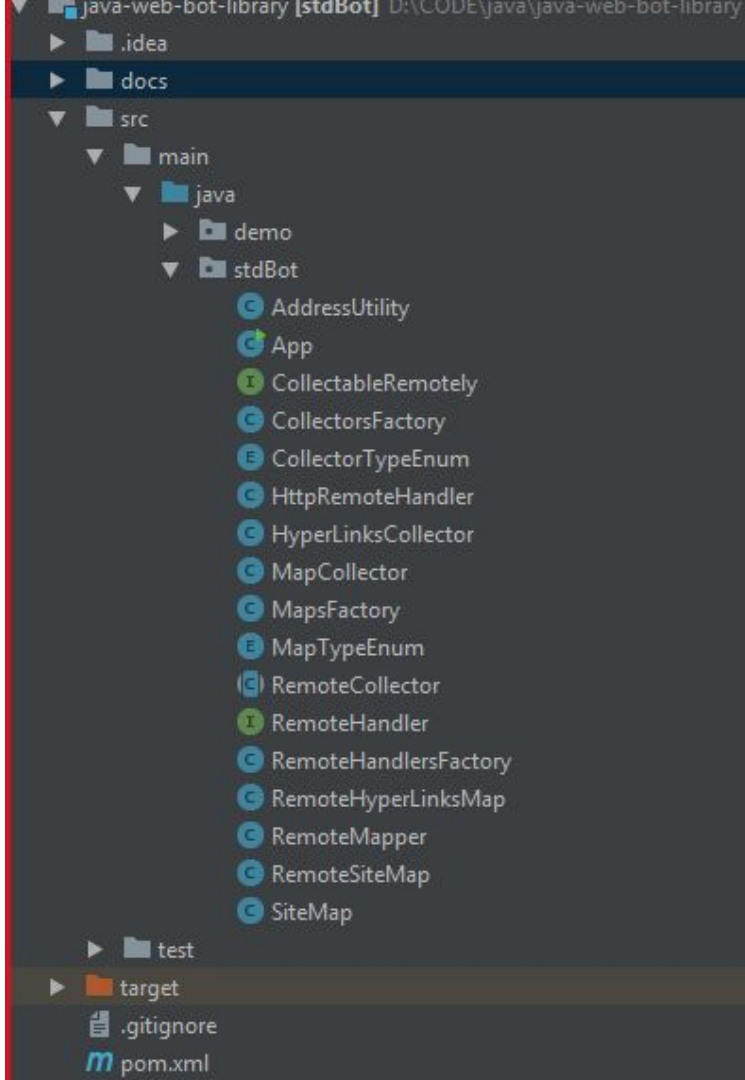 java-web-bot-library [stdBot] D:\CODE\java\java-web-bot-library
.idea
docs
src
main
java
demo
stdBot
C AddressUtility
C App
I CollectableRemotely
C CollectorsFactory
E CollectorTypeEnum
C HttpRemoteHandler
C HyperLinksCollector
C MapCollector
C MapsFactory
E MapTypeEnum
C RemoteCollector
I RemoteHandler
C RemoteHandlersFactory
C RemoteHyperLinksMap
C RemoteMapper
C RemoteSiteMap
C SiteMap
test
target
.gitignore
m pom.xml